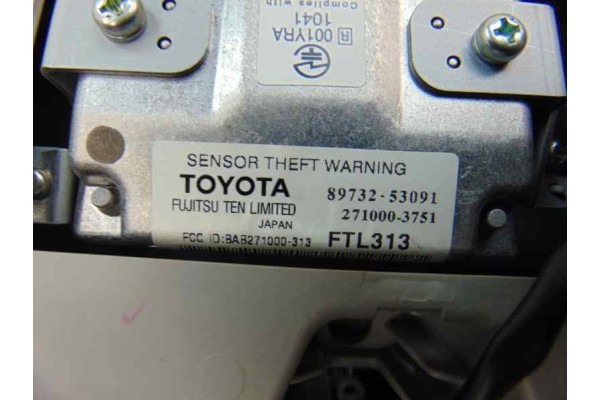 R 001YRA
1041
Complies with
SENSOR THEFT WARNING
TOYOTA 89732-53091
FUJITSU TEN LIMITED 271000-3751
JAPAN
FCC ID:BAB271000-313 FTL313